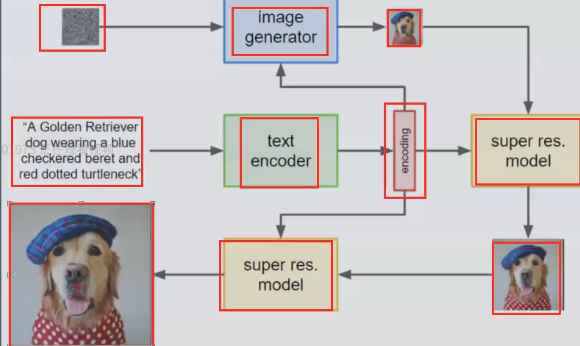 image
generator
"A Golden Retriever
dog wearing a blue
checkered beret and
red dotted turtleneck"
text
encoder
encoding
super res.
model
super res.
model